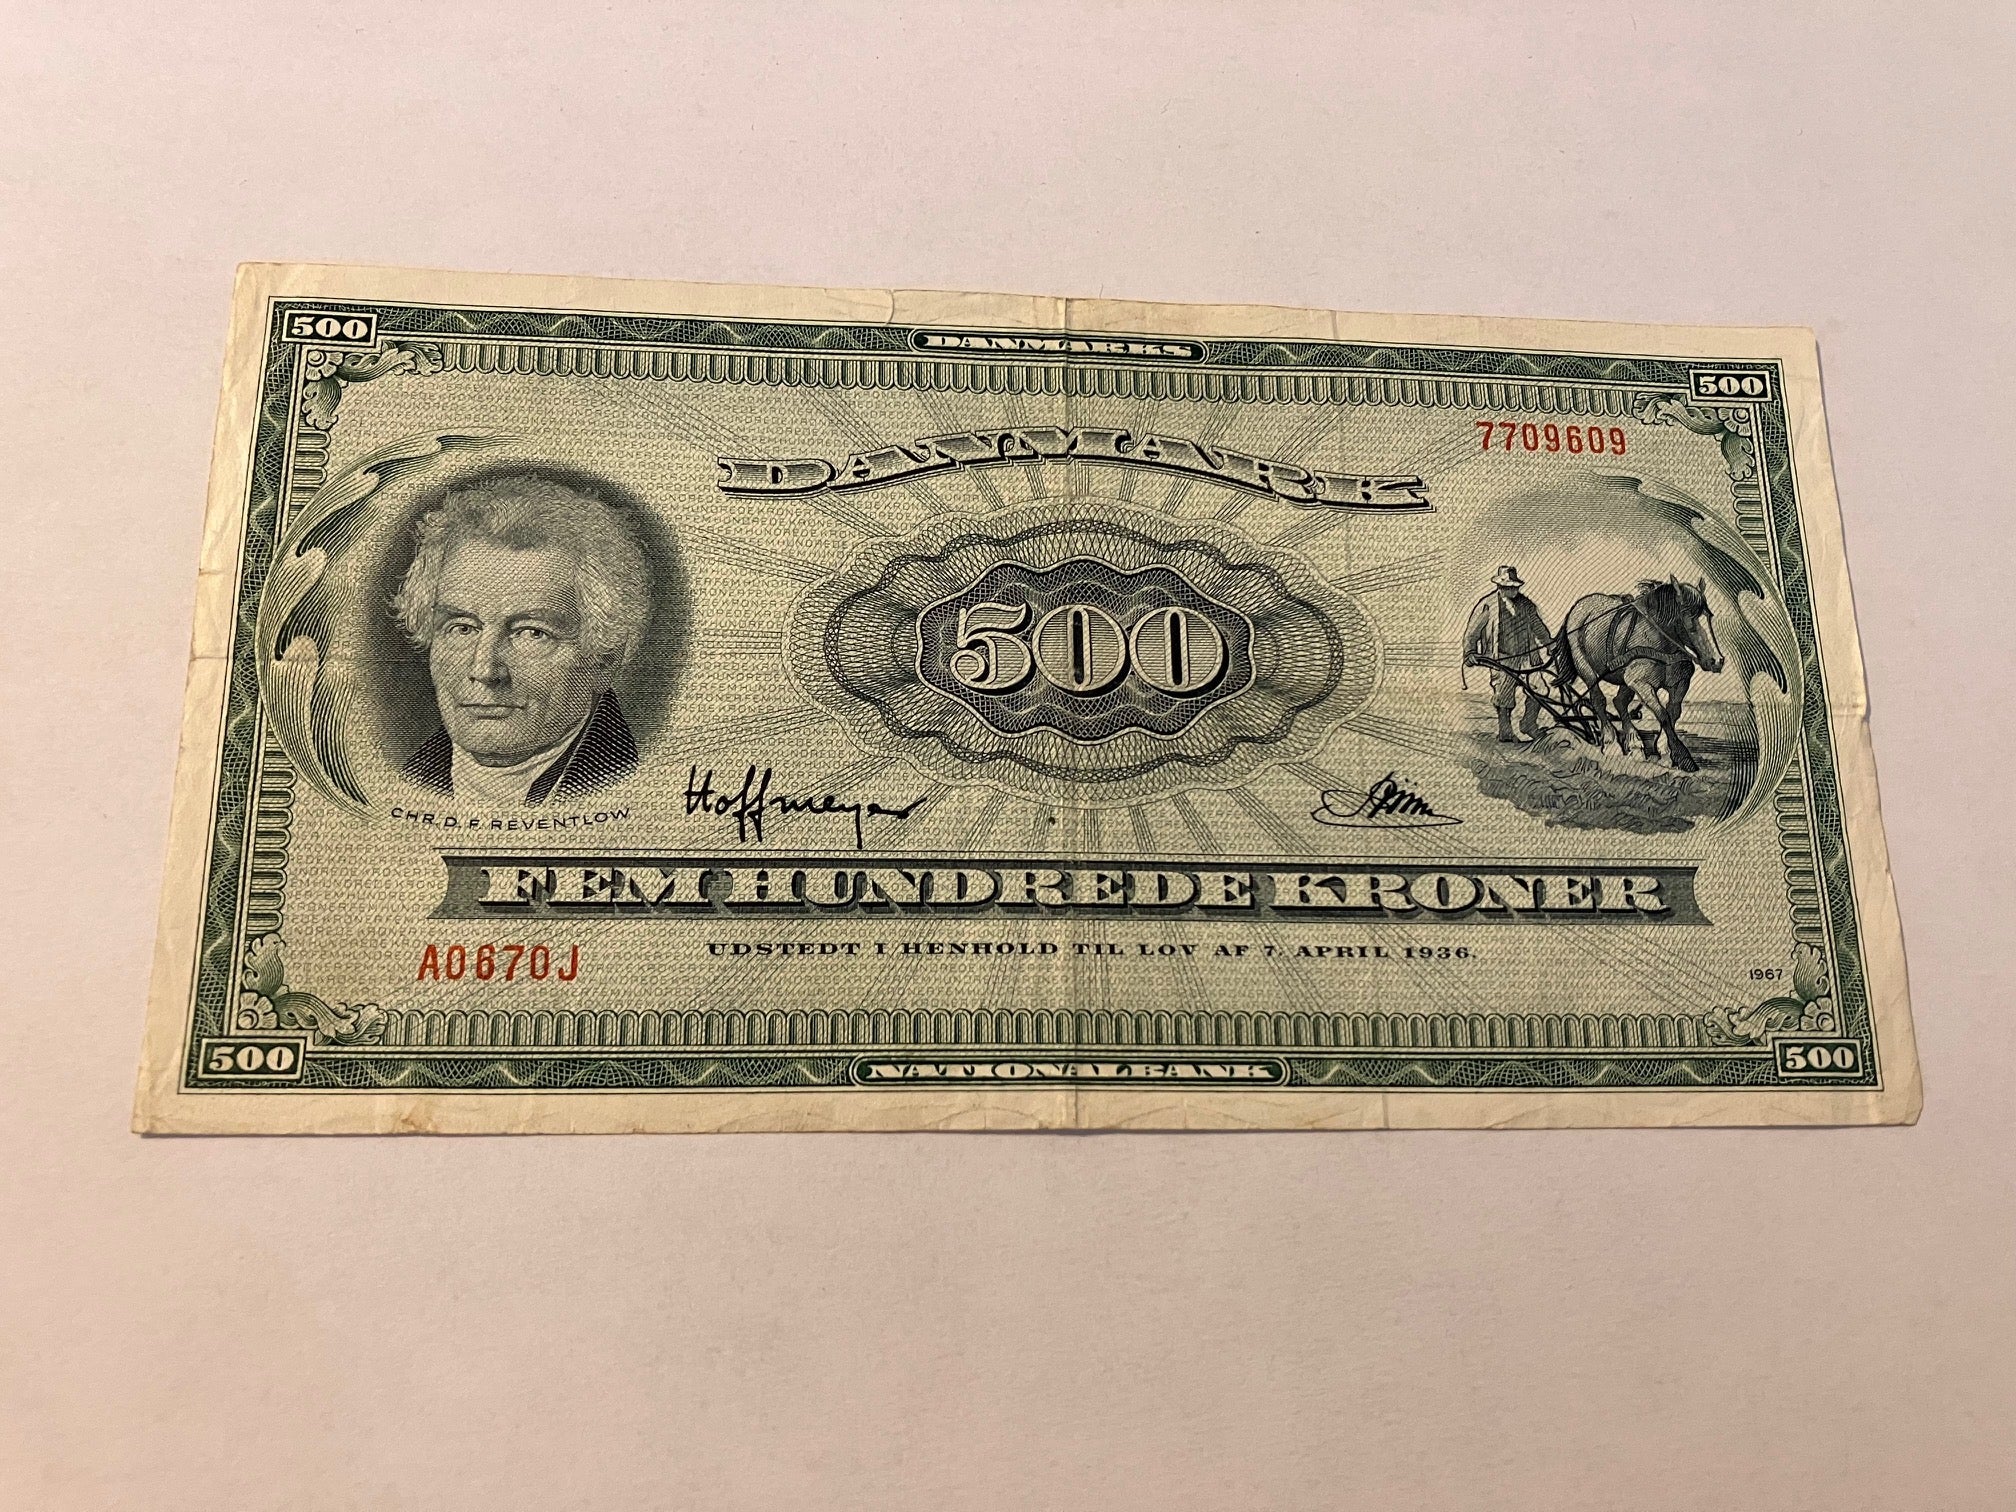 500
DANMARKS
500
7709609
DANMARK
500
CHR. D. F. REVENTLOW
Hoffmeyer
FEM HUNDREDE KRONER
A0670J
UDSTEDT I HENHOLD TIL LOV AF 7. APRIL 1936.
1967
500
NATIONALBANK
500